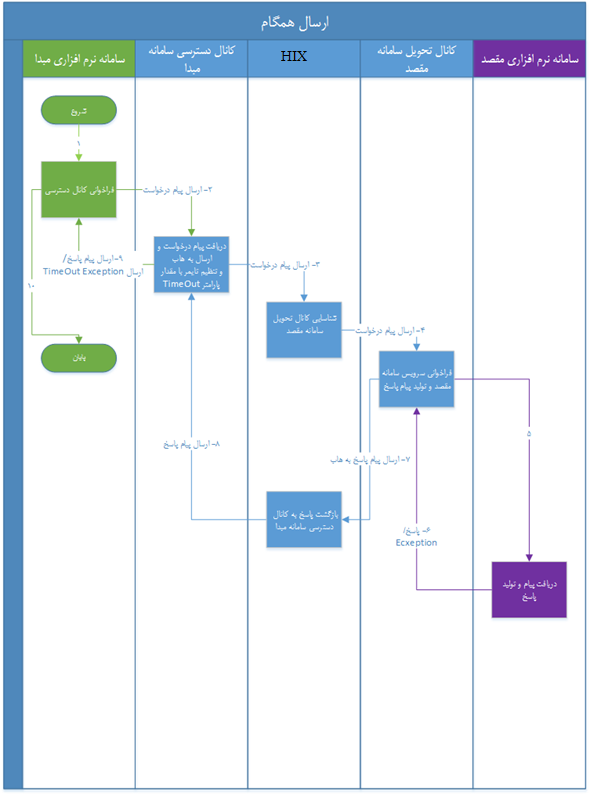 ارسال همگام
سامانه نرم افزاری مبدا
کانال دسترسی سامانه
مبدا
HIX
کانال تحویل سامانه
مقصد
سامانه نرم افزاری مقصد
شروع
۱
فراخوانی کانال دسترسی
۲- ارسال پیام درخواست
دریافت پیام درخواست و
ارسال به هاب
و تنظیم تایمر با مقدار
پارامتر TimeOut
۳- ارسال پیام درخواست
شناسایی کانال تحویل
سامانه مقصد
۴- ارسال پیام درخواست
فراخوانی سرویس سامانه
مقصد و تولید پیام پاسخ
۵
دریافت پیام و تولید
پاسخ
۶- پاسخ/
Ecxeption
۷- ارسال پیام پاسخ به هاب
بازگشت پاسخ به کانال
دسترسی سامانه مبدا
۸- ارسال پیام پاسخ
۹- ارسال پیام پاسخ/
ارسال TimeOut Exception
۱۰
پایان